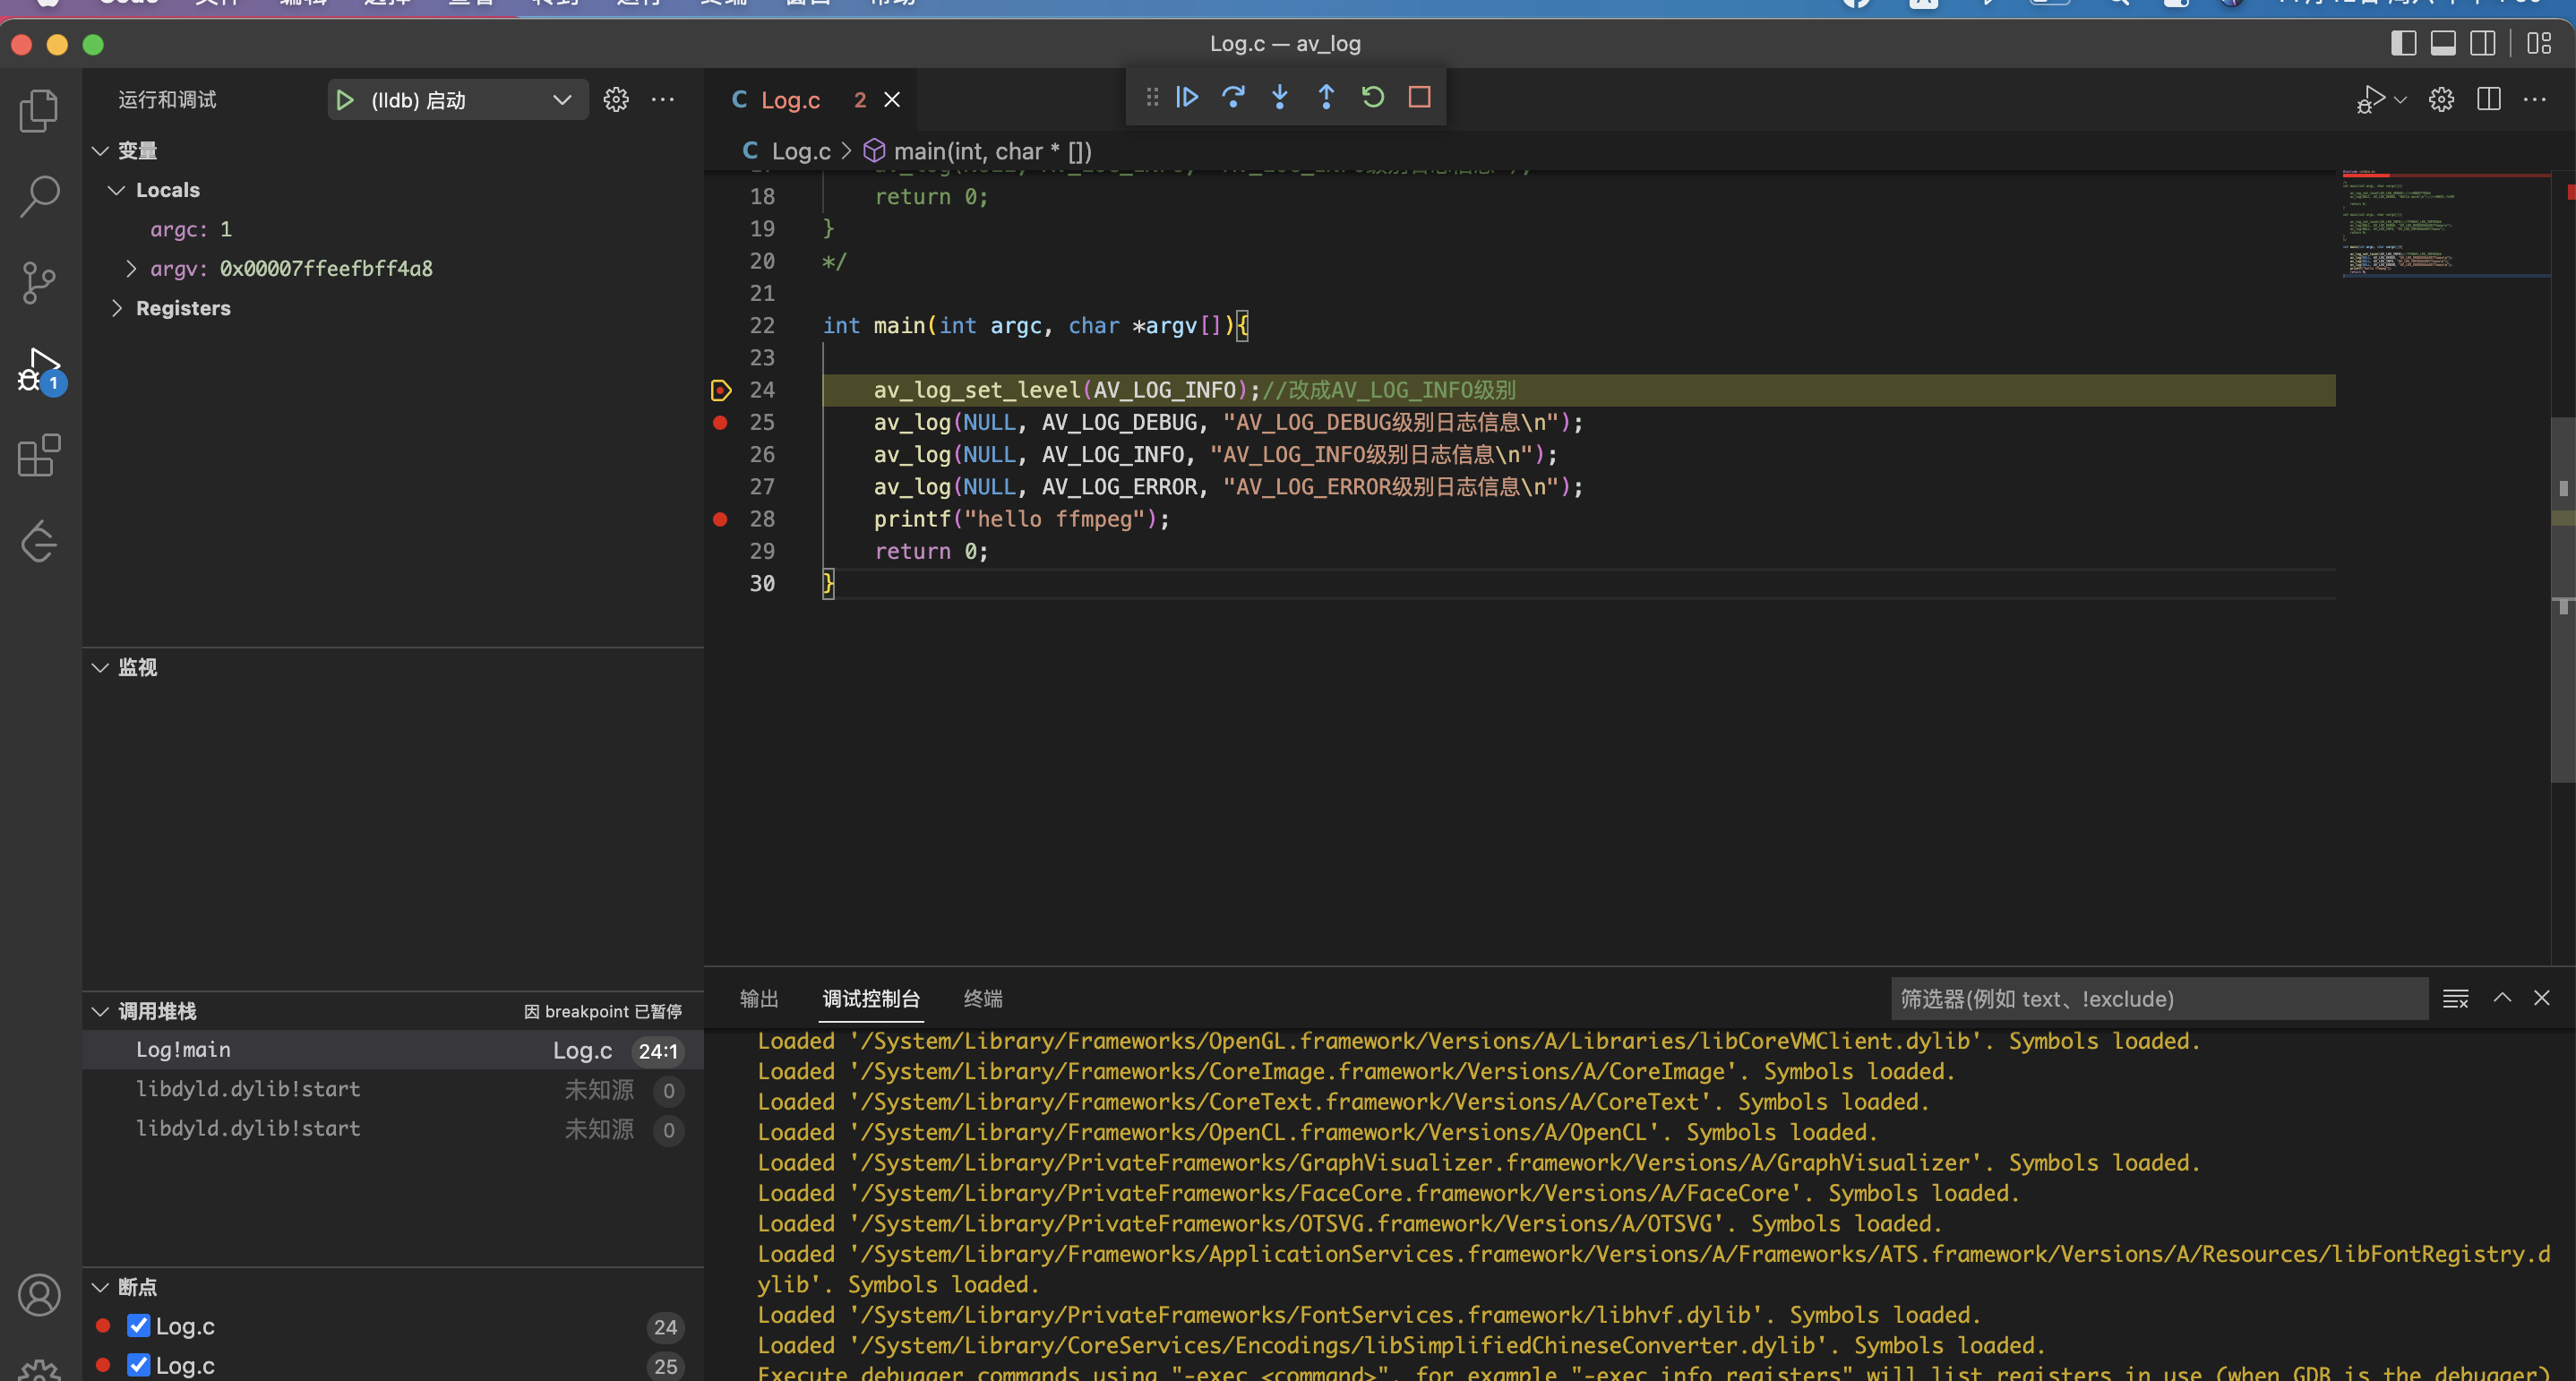 Log.c — av_log
运行和调试
(lldb) 启动
变量
Locals
argc: 1
argv: 0x00007ffeefbff4a8
Registers
1
监视
调用堆栈
因 breakpoint 已暂停
Log!main Log.c 24:1
libdyld.dylib!start 未知源 0
libdyld.dylib!start 未知源 0
断点
Log.c 24
Log.c 25
C Log.c 2
C Log.c > main(int, char * [])
18 return 0;
19 }
20 */
21
22 int main(int argc, char *argv[]){
23
24 av_log_set_level(AV_LOG_INFO);//改成AV_LOG_INFO级别
25 av_log(NULL, AV_LOG_DEBUG, "AV_LOG_DEBUG级别日志信息\n");
26 av_log(NULL, AV_LOG_INFO, "AV_LOG_INFO级别日志信息\n");
27 av_log(NULL, AV_LOG_ERROR, "AV_LOG_ERROR级别日志信息\n");
28 printf("hello ffmpeg");
29 return 0;
30 }
输出 调试控制台 终端
筛选器(例如 text、!exclude)
Loaded '/System/Library/Frameworks/OpenGL.framework/Versions/A/Libraries/libCoreVMClient.dylib'. Symbols loaded.
Loaded '/System/Library/Frameworks/CoreImage.framework/Versions/A/CoreImage'. Symbols loaded.
Loaded '/System/Library/Frameworks/CoreText.framework/Versions/A/CoreText'. Symbols loaded.
Loaded '/System/Library/Frameworks/OpenCL.framework/Versions/A/OpenCL'. Symbols loaded.
Loaded '/System/Library/PrivateFrameworks/GraphVisualizer.framework/Versions/A/GraphVisualizer'. Symbols loaded.
Loaded '/System/Library/PrivateFrameworks/FaceCore.framework/Versions/A/FaceCore'. Symbols loaded.
Loaded '/System/Library/PrivateFrameworks/OTSVG.framework/Versions/A/OTSVG'. Symbols loaded.
Loaded '/System/Library/Frameworks/ApplicationServices.framework/Versions/A/Frameworks/ATS.framework/Versions/A/Resources/libFontRegistry.d
ylib'. Symbols loaded.
Loaded '/System/Library/PrivateFrameworks/FontServices.framework/libhvf.dylib'. Symbols loaded.
Loaded '/System/Library/CoreServices/Encodings/libSimplifiedChineseConverter.dylib'. Symbols loaded.
Execute debugger commands using "-exec <command>", for example "-exec info registers" will list registers in use (when GDB is the debugger)